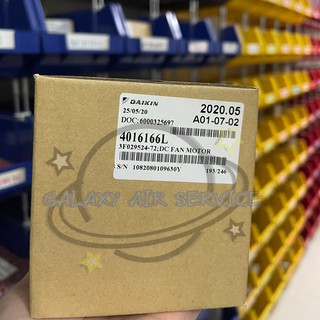 DAIKIN
25/05/20
2020.05
DOC:6000325697
A01-07-02
4016166L
3F029524-72;DC FAN MOTOR
S/N 1082080109630Y
193/246
GALAXY AIR SERVICE